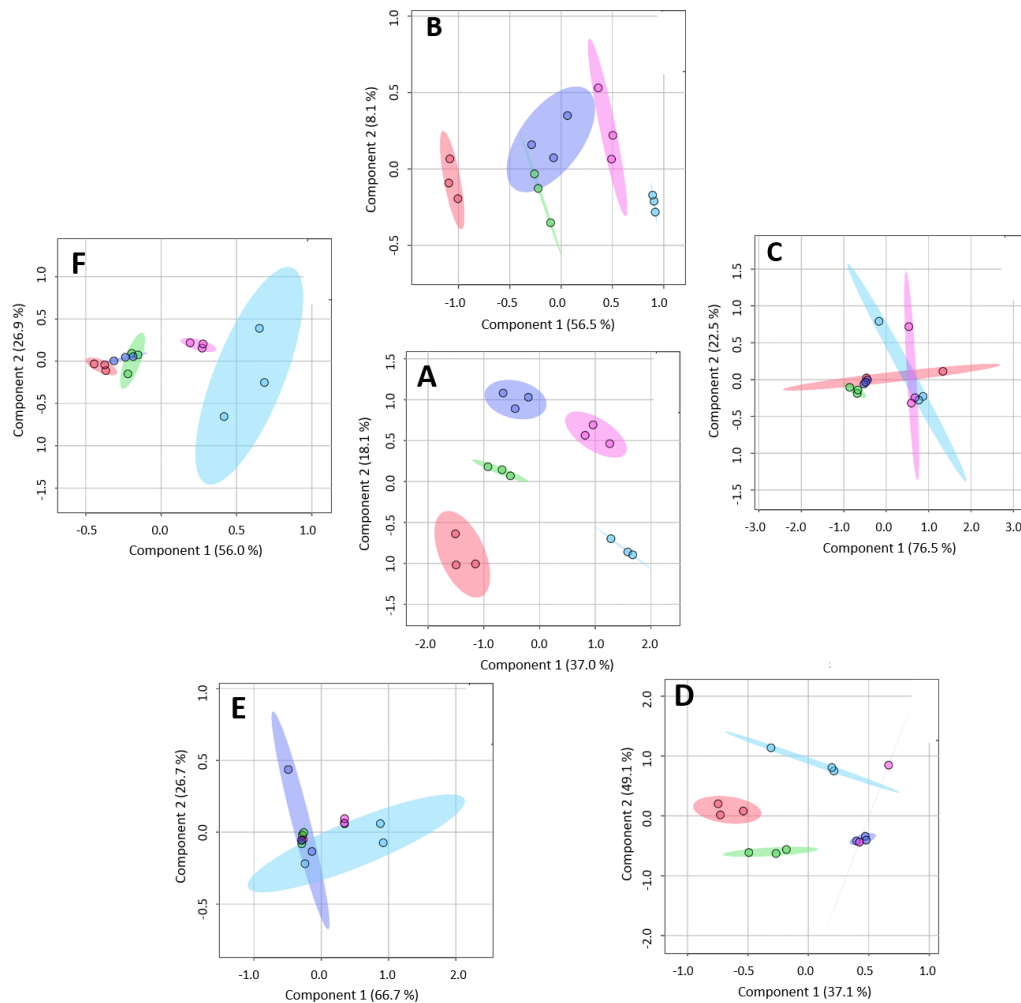 B
Component 2 (8.1 %)
1.0
0.5
0.0
-0.5
-1.0 -0.5 0.0 0.5 1.0
Component 1 (56.5 %)
F
Component 2 (26.9 %)
1.0
0.5
0.0
-0.5
1.0
-1.5
-0.5 0.0 0.5 1.0
Component 1 (56.0 %)
C
Component 2 (22.5 %)
1.5
1.0
0.5
0.0
-0.5
1.0
-1.5
-3.0 -2.0 -1.0 0.0 1.0 2.0 3.0
Component 1 (76.5 %)
A
Component 2 (18.1 %)
1.5
1.0
0.5
0.0
-0.5
1.0
-1.5
-2.0 -1.0 0.0 1.0 2.0
Component 1 (37.0 %)
E
Component 2 (26.7 %)
1.0
0.5
0.0
-0.5
-1.0 0.0 1.0 2.0
Component 1 (66.7 %)
D
Component 2 (49.1 %)
2.0
1.0
0.0
-1.0
-2.0
-1.0 -0.5 0.0 0.5 1.0
Component 1 (37.1 %)